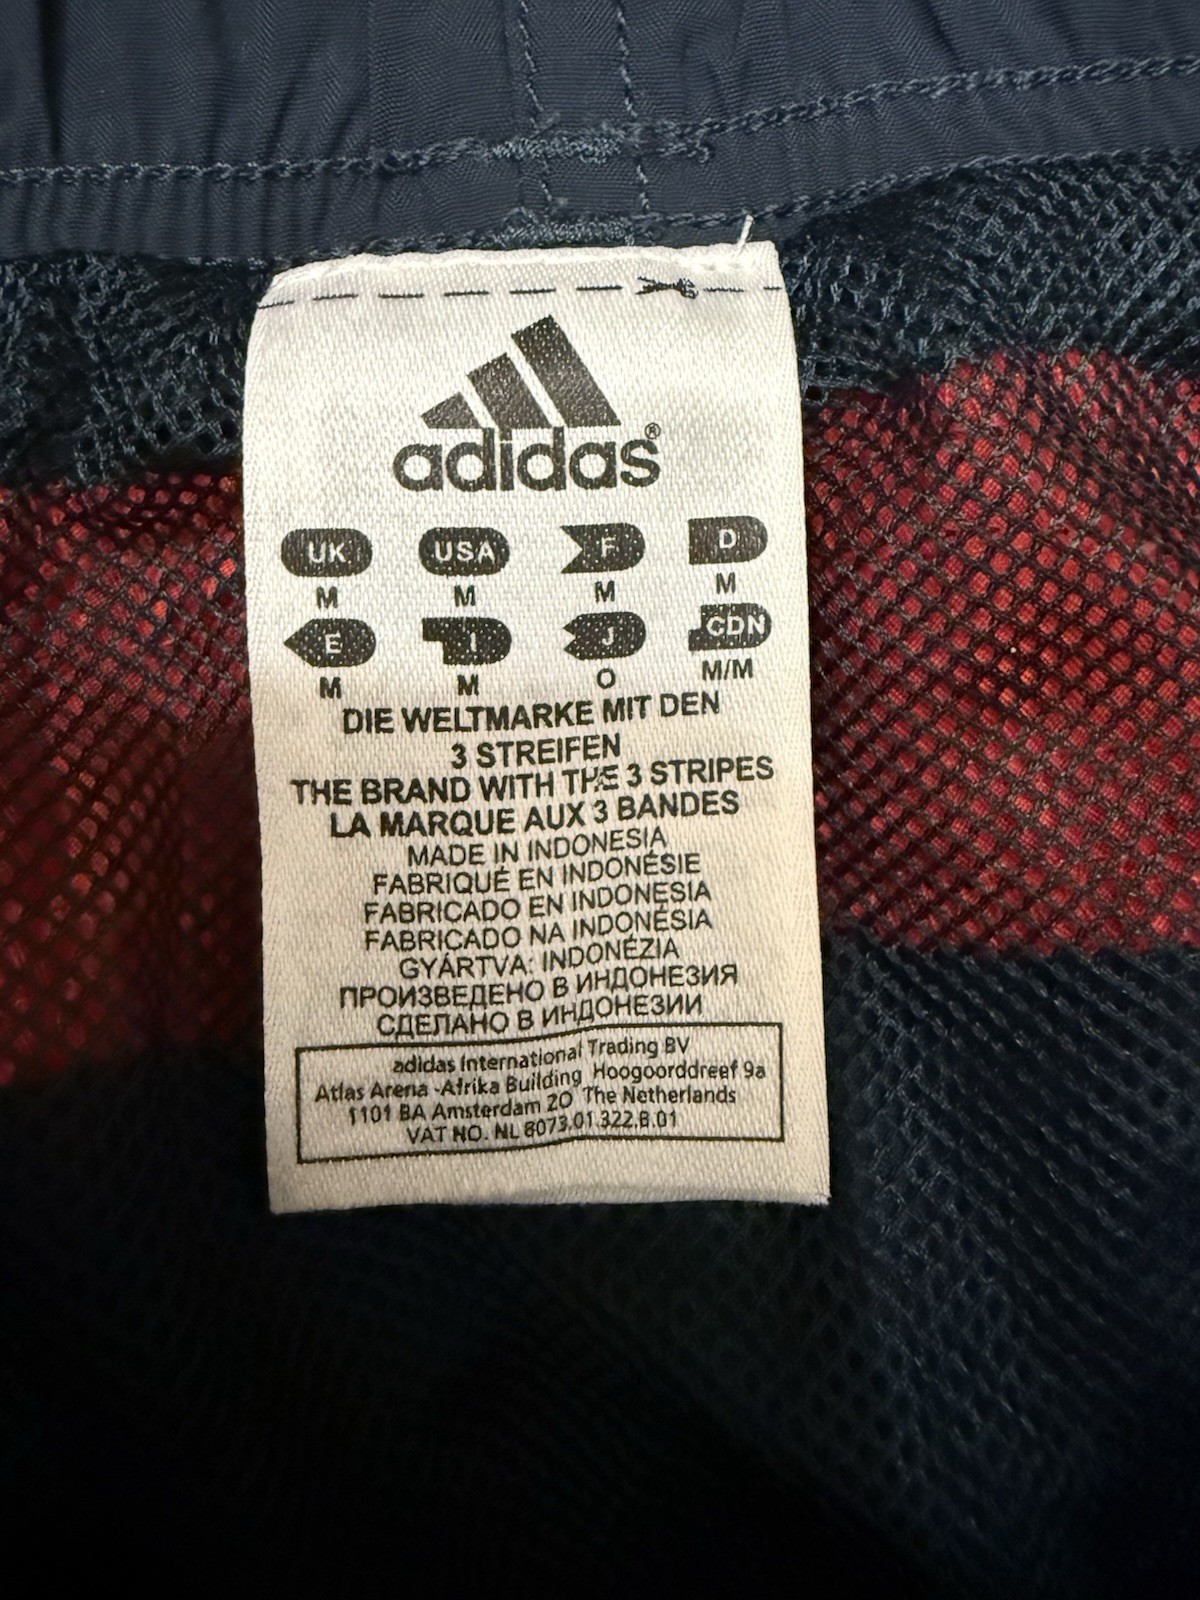 adidas®
UK USA F D
M M M M
E I J CDN
M M O M/M
DIE WELTMARKE MIT DEN
3 STREIFEN
THE BRAND WITH THE 3 STRIPES
LA MARQUE AUX 3 BANDES
MADE IN INDONESIA
FABRIQUÉ EN INDONÉSIE
FABRICADO EN INDONESIA
FABRICADO NA INDONÉSIA
GYÁRTVA: INDONÉZIA
ПРОИЗВЕДЕНО В ИНДОНЕЗИЯ
СДЕЛАНО В ИНДОНЕЗИИ
adidas International Trading BV
Atlas Arena -Afrika Building Hoogoorddreef 9a
1101 BA Amsterdam ZO The Netherlands
VAT NO. NL 8073.01.322.B.01